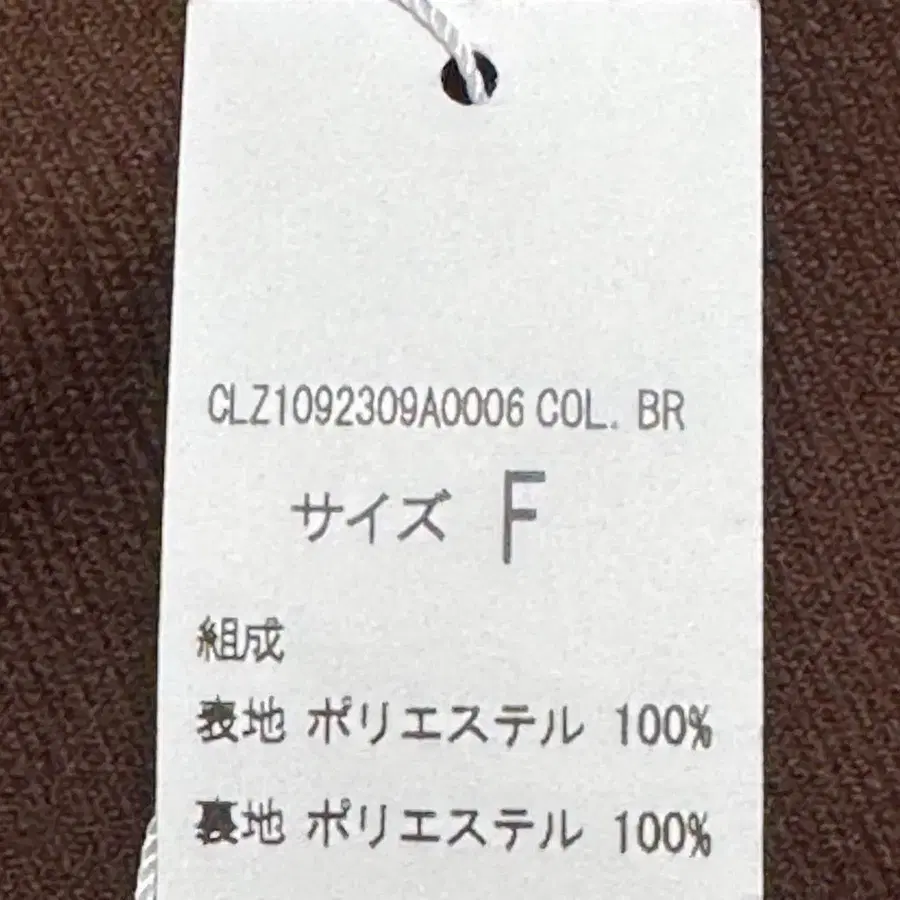 CLZ1092309A0006 COL. BR
サイズ F
組成
表地 ポリエステル 100%
裏地 ポリエステル 100%